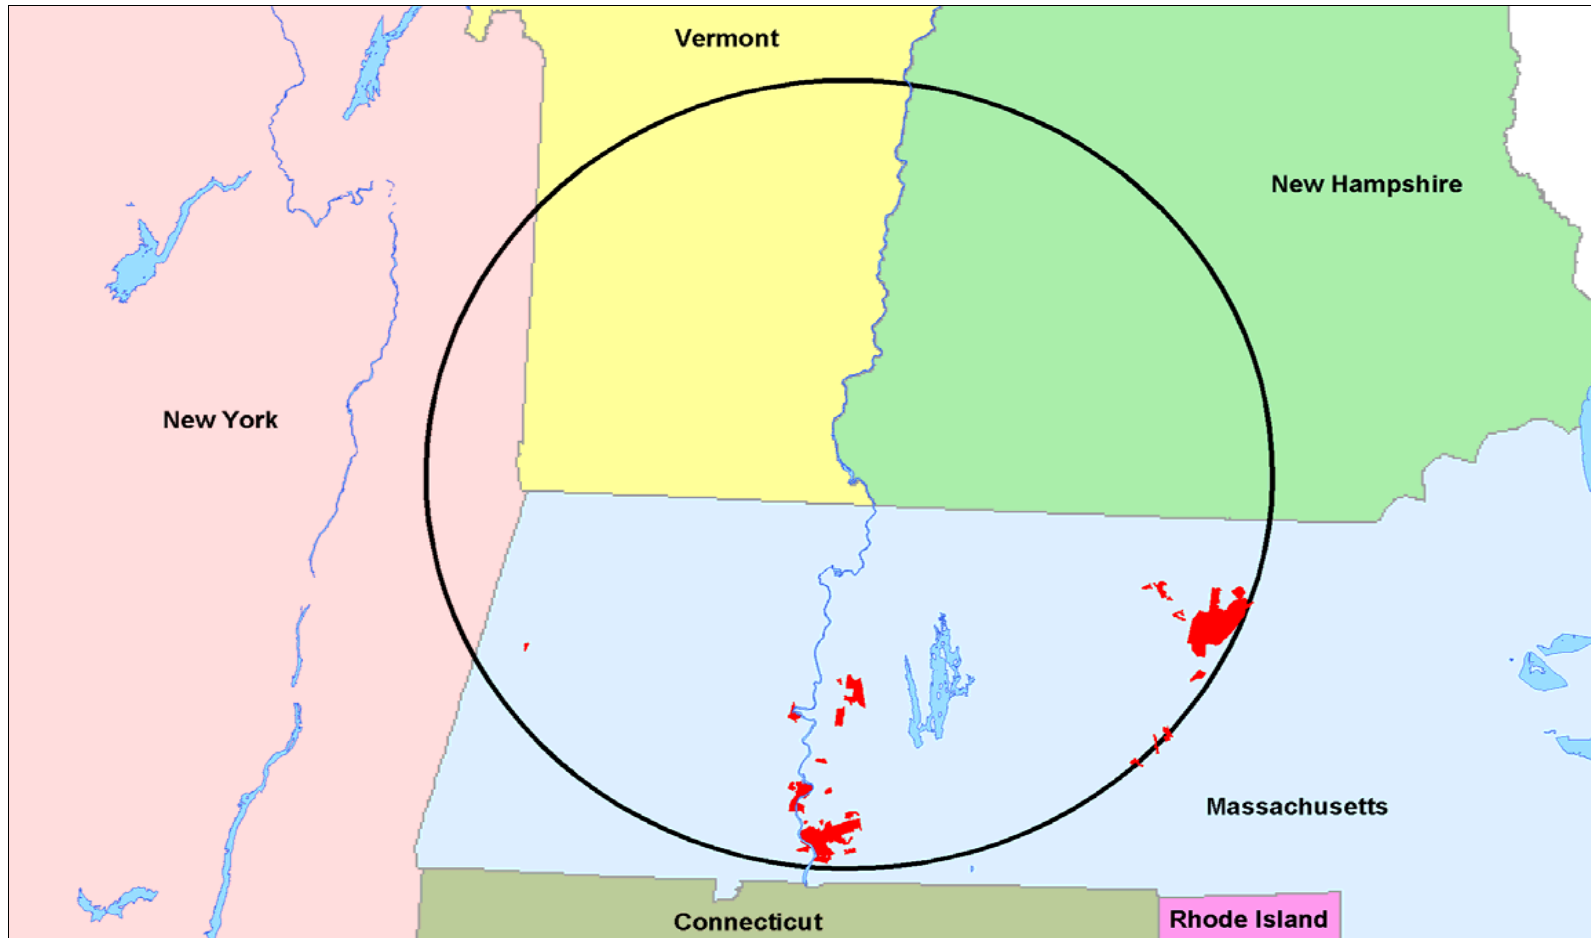 Vermont
New Hampshire
New York
Massachusetts
Connecticut
Rhode Island